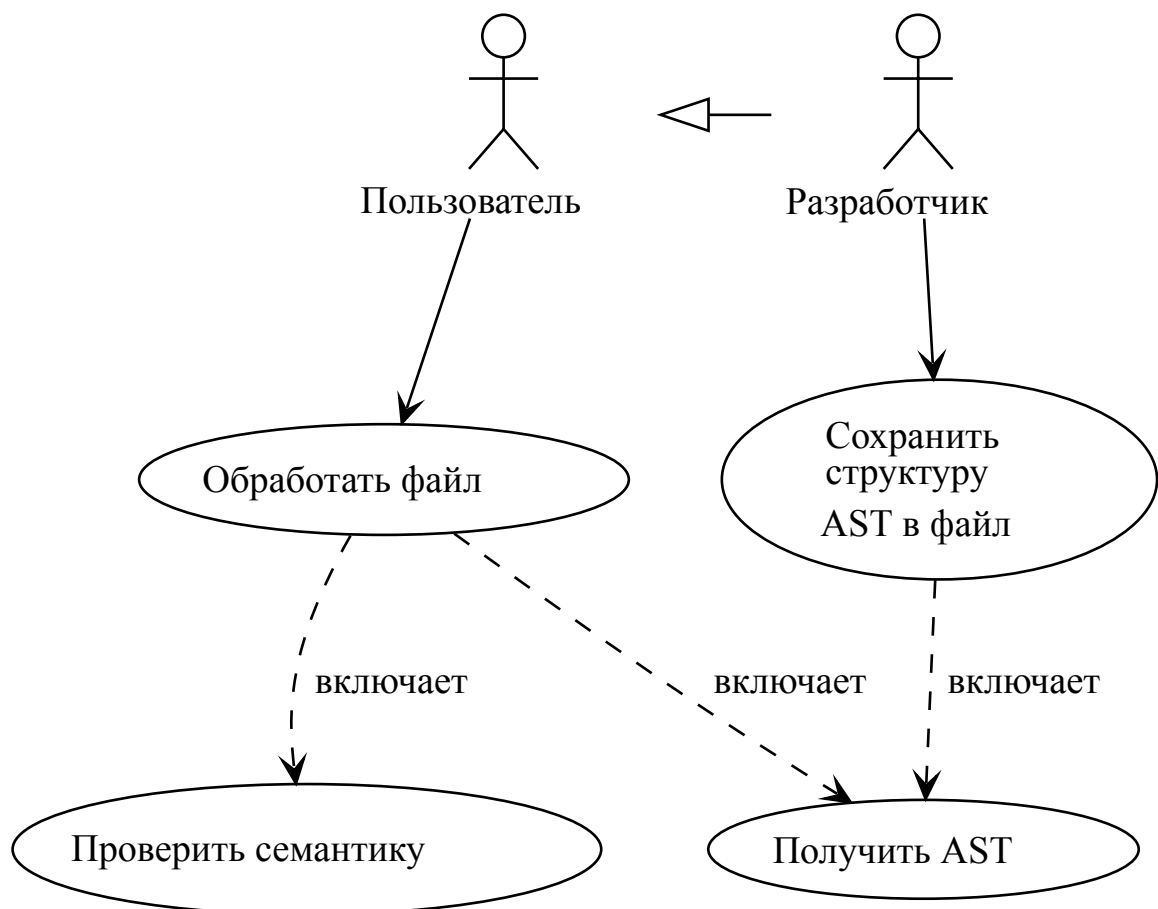 Пользователь
Разработчик
Обработать файл
Сохранить
структуру
AST в файл
включает
включает
включает
Проверить семантику
Получить AST